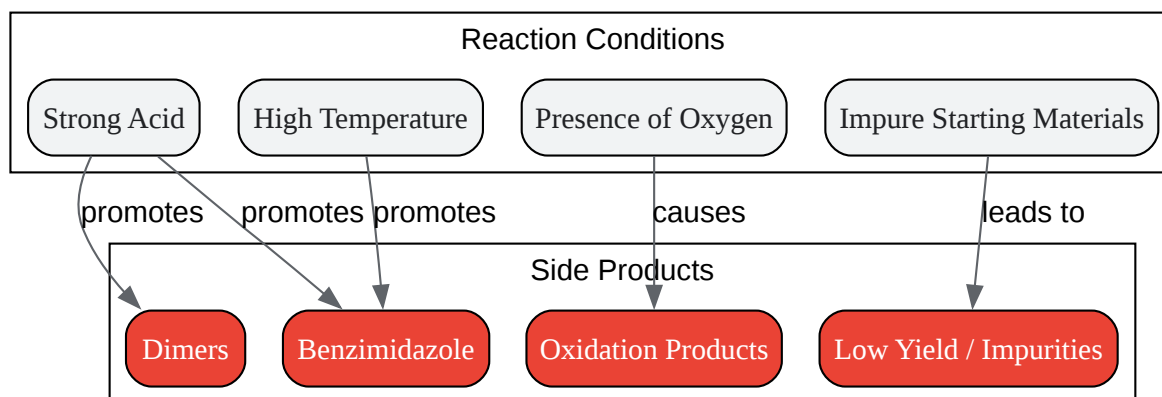 Reaction Conditions
Strong Acid
High Temperature
Presence of Oxygen
Impure Starting Materials
promotes
promotes
promotes
causes
leads to
Side Products
Dimers
Benzimidazole
Oxidation Products
Low Yield / Impurities